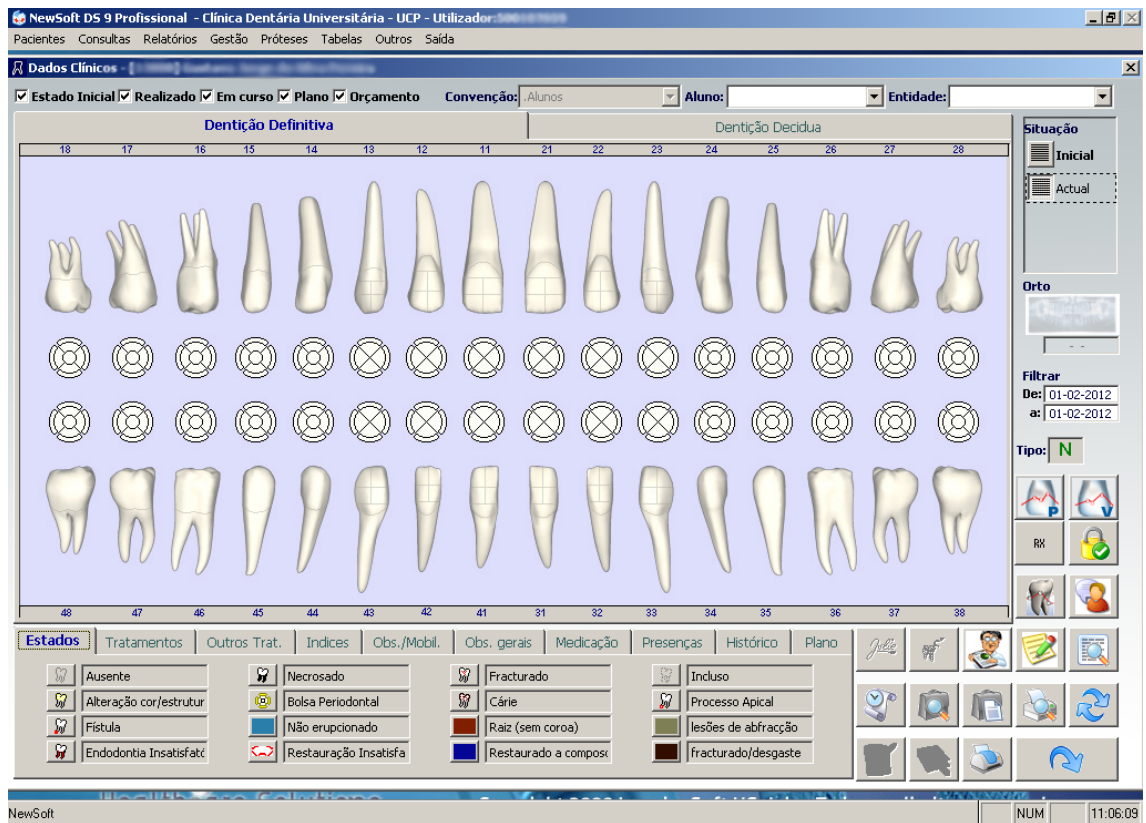 NewSoft DS 9 Profissional - Clínica Dentária Universitária - UCP - Utilizador:
Pacientes Consultas Relatórios Gestão Próteses Tabelas Outros Saída
Dados Clínicos - [
Estado Inicial Realizado Em curso Plano Orçamento Convenção: .Alunos Aluno: Entidade:
Dentição Definitiva Dentição Decidua
Situação
18 17 16 15 14 13 12 11 21 22 23 24 25 26 27 28
Inicial
Actual
Orto
- -
Filtrar
De: 01-02-2012
a: 01-02-2012
Tipo: N
P V
RX
48 47 46 45 44 43 42 41 31 32 33 34 35 36 37 38
Estados Tratamentos Outros Trat. Indices Obs./Mobil. Obs. gerais Medicação Presenças Histórico Plano
Julie
Ausente Necrosado Fracturado Incluso
Alteração cor/estrutur Bolsa Periodontal Cárie Processo Apical
Fístula Não erupcionado Raiz (sem coroa) lesões de abfracção
Endodontia Insatisfató Restauração Insatisfa Restaurado a composo fracturado/desgaste
NewSoft NUM 11:06:09